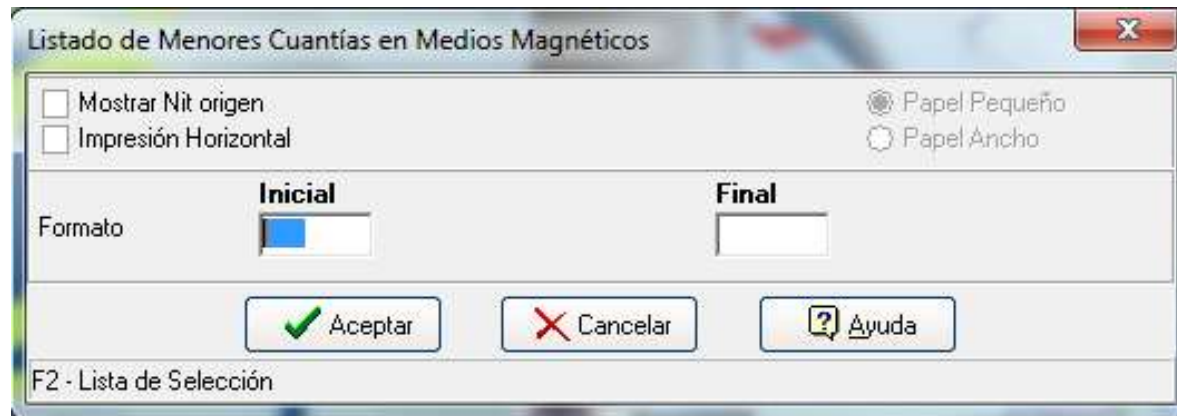 Listado de Menores Cuantías en Medios Magnéticos
X
Mostrar Nit origen
Papel Pequeño
Impresión Horizontal
Papel Ancho
Inicial Final
Formato
Aceptar Cancelar ? Ayuda
F2 - Lista de Selección